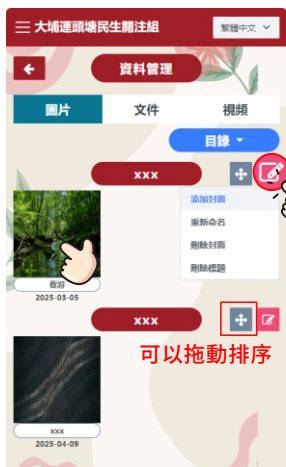 大埔運頭塘民生關注組
繁體中文
資料管理
圖片
文件
視頻
目錄
xxx
添加封面
重新命名
刪除封面
刪除標題
春游
2025-03-05
xxx
可以拖動排序
xxx
2025-04-09